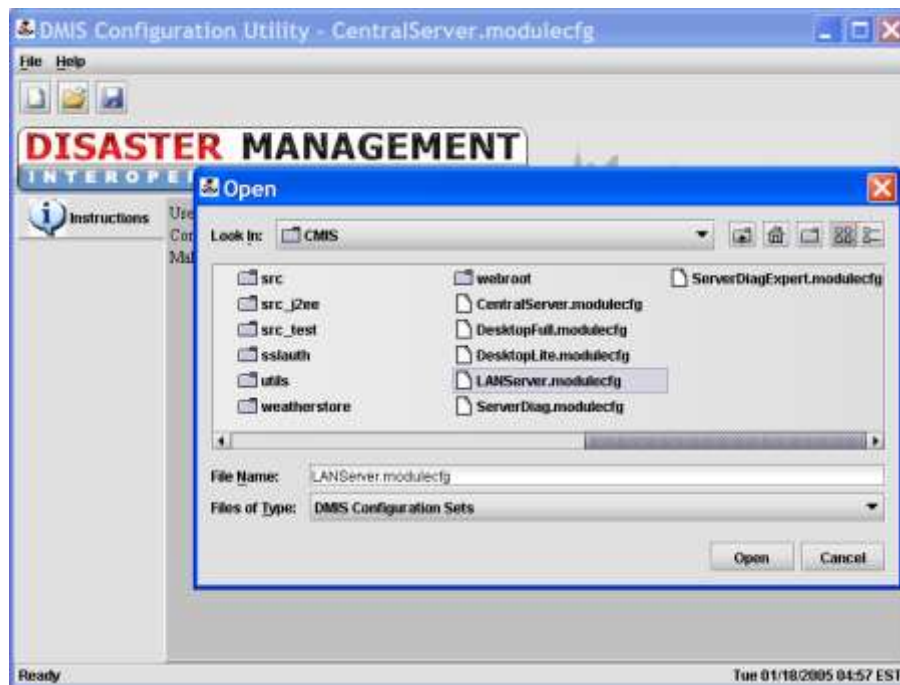 DMIS Configuration Utility - CentralServer.modulecfg
File Help
DISASTER MANAGEMENT
INTEROPE
Open
Instructions
Look In: CMIS
src
webroot
ServerDiagExpert.modulecfg
src_j2ee
CentralServer.modulecfg
src_test
DesktopFull.modulecfg
sslauth
DesktopLite.modulecfg
utils
LANServer.modulecfg
weatherstore
ServerDiag.modulecfg
File Name: LANServer.modulecfg
Files of Type: DMIS Configuration Sets
Open Cancel
Ready
Tue 01/18/2005 04:57 EST